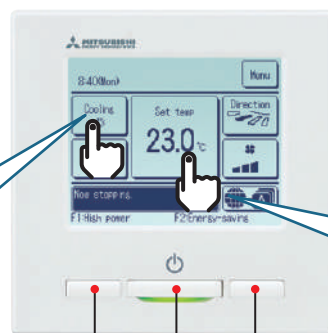 MITSUBISHI
8:40(Mon)
Menu
Cooling
Set temp
Direction
23.0 °C
Now stopping.
F1:High power
F2:Energy-saving